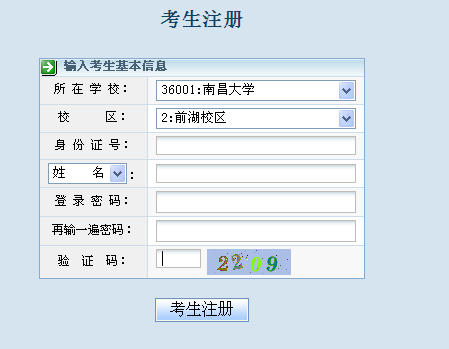 考生注册
输入考生基本信息
所 在 学 校： 36001:南昌大学
校 区： 2:前湖校区
身 份 证 号：
姓 名 ：
登 录 密 码：
再输一遍密码：
验 证 码： 2209
考生注册